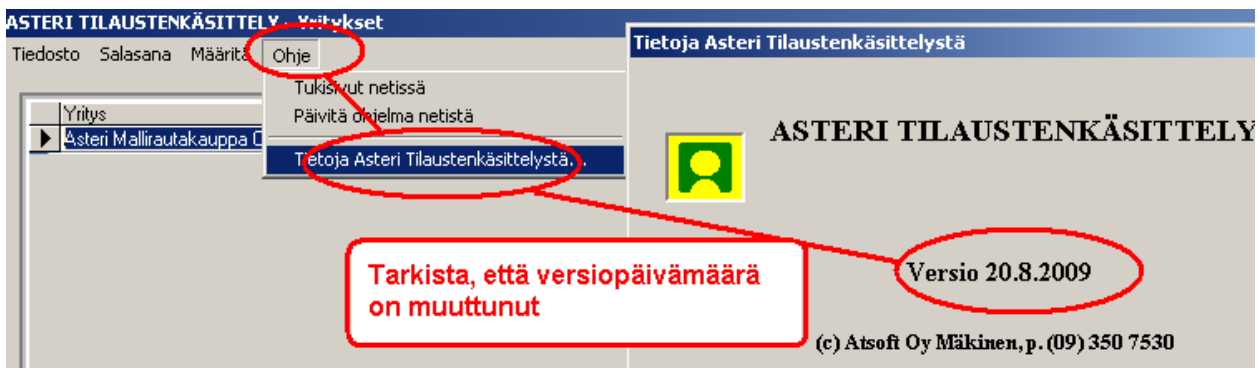 ASTERI TILAUSTENKÄSITTELY - Yritykset
Tiedosto Salasana Määritä Ohje
Tukisivut netissä
Päivitä ohjelma netistä
Tietoja Asteri Tilaustenkäsittelystä...
Yritys
Asteri Mallirautakauppa O
Tietoja Asteri Tilaustenkäsittelystä
ASTERI TILAUSTENKÄSITTELY
Versio 20.8.2009
(c) Atsoft Oy Mäkinen, p. (09) 350 7530
Tarkista, että versiopäivämäärä
on muuttunut